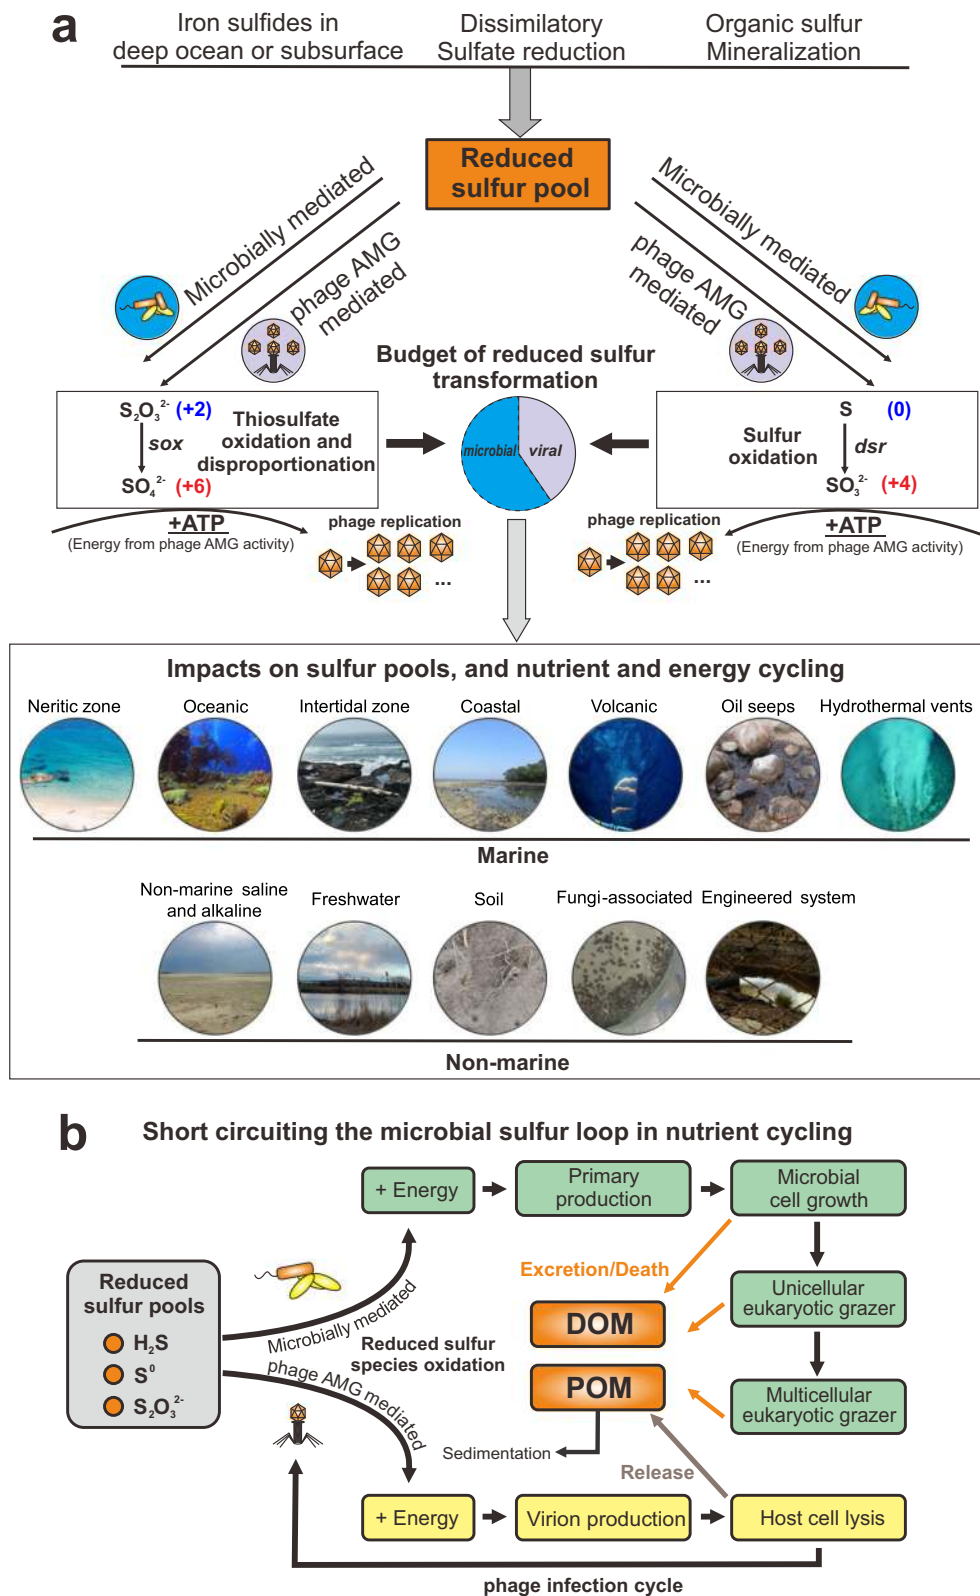 a
Iron sulfides in
deep ocean or subsurface
Dissimilatory
Sulfate reduction
Organic sulfur
Mineralization
Reduced
sulfur pool
Microbially mediated
phage AMG
mediated
Microbially mediated
phage AMG
mediated
Budget of reduced sulfur
transformation
microbial
viral
S₂O₃²⁻ (+2)
sox
SO₄²⁻ (+6)
Thiosulfate
oxidation and
disproportionation
Sulfur
oxidation
S (0)
dsr
SO₃²⁻ (+4)
+ATP
(Energy from phage AMG activity)
phage replication
...
phage replication
...
+ATP
(Energy from phage AMG activity)
Impacts on sulfur pools, and nutrient and energy cycling
Neritic zone
Oceanic
Intertidal zone
Coastal
Volcanic
Oil seeps
Hydrothermal vents
Marine
Non-marine saline
and alkaline
Freshwater
Soil
Fungi-associated
Engineered system
Non-marine
b
Short circuiting the microbial sulfur loop in nutrient cycling
+ Energy
Primary
production
Microbial
cell growth
Reduced
sulfur pools
H₂S
S⁰
S₂O₃²⁻
Microbially mediated
Reduced sulfur
species oxidation
phage AMG mediated
Excretion/Death
DOM
POM
Unicellular
eukaryotic grazer
Multicellular
eukaryotic grazer
Sedimentation
Release
+ Energy
Virion production
Host cell lysis
phage infection cycle